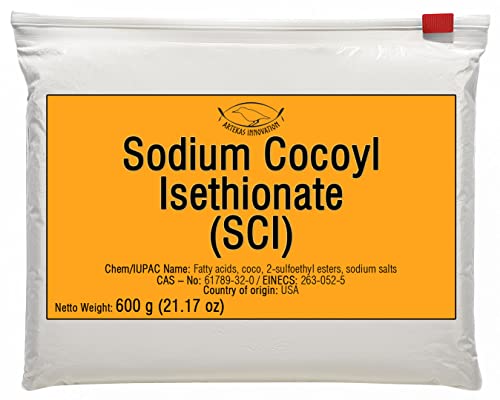 ARTEKAS INNOVATION
Sodium Cocoyl
Isethionate
(SCI)
Chem/IUPAC Name: Fatty acids, coco, 2-sulfoethyl esters, sodium salts
CAS – No: 61789-32-0 / EINECS: 263-052-5
Country of origin: USA
Netto Weight: 600 g (21.17 oz)